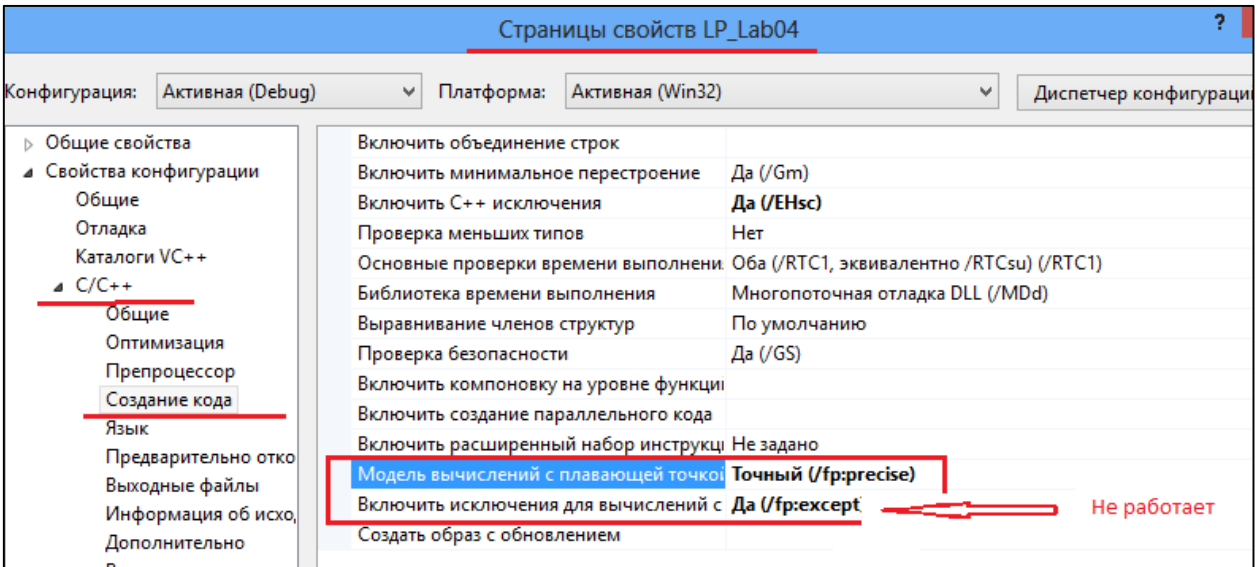 Страницы свойств LP_Lab04 ?
Конфигурация: Активная (Debug) Платформа: Активная (Win32) Диспетчер конфигураци
Общие свойства
Свойства конфигурации
Общие
Отладка
Каталоги VC++
C/C++
Общие
Оптимизация
Препроцессор
Создание кода
Язык
Предварительно отко
Выходные файлы
Информация об исхо,
Дополнительно
Включить объединение строк
Включить минимальное перестроение Да (/Gm)
Включить C++ исключения Да (/EHsc)
Проверка меньших типов Нет
Основные проверки времени выполнени Оба (/RTC1, эквивалентно /RTCsu) (/RTC1)
Библиотека времени выполнения Многопоточная отладка DLL (/MDd)
Выравнивание членов структур По умолчанию
Проверка безопасности Да (/GS)
Включить компоновку на уровне функци
Включить создание параллельного кода
Включить расширенный набор инструкц Не задано
Модель вычислений с плавающей точкой Точный (/fp:precise)
Включить исключения для вычислений с Да (/fp:except) Не работает
Создать образ с обновлением